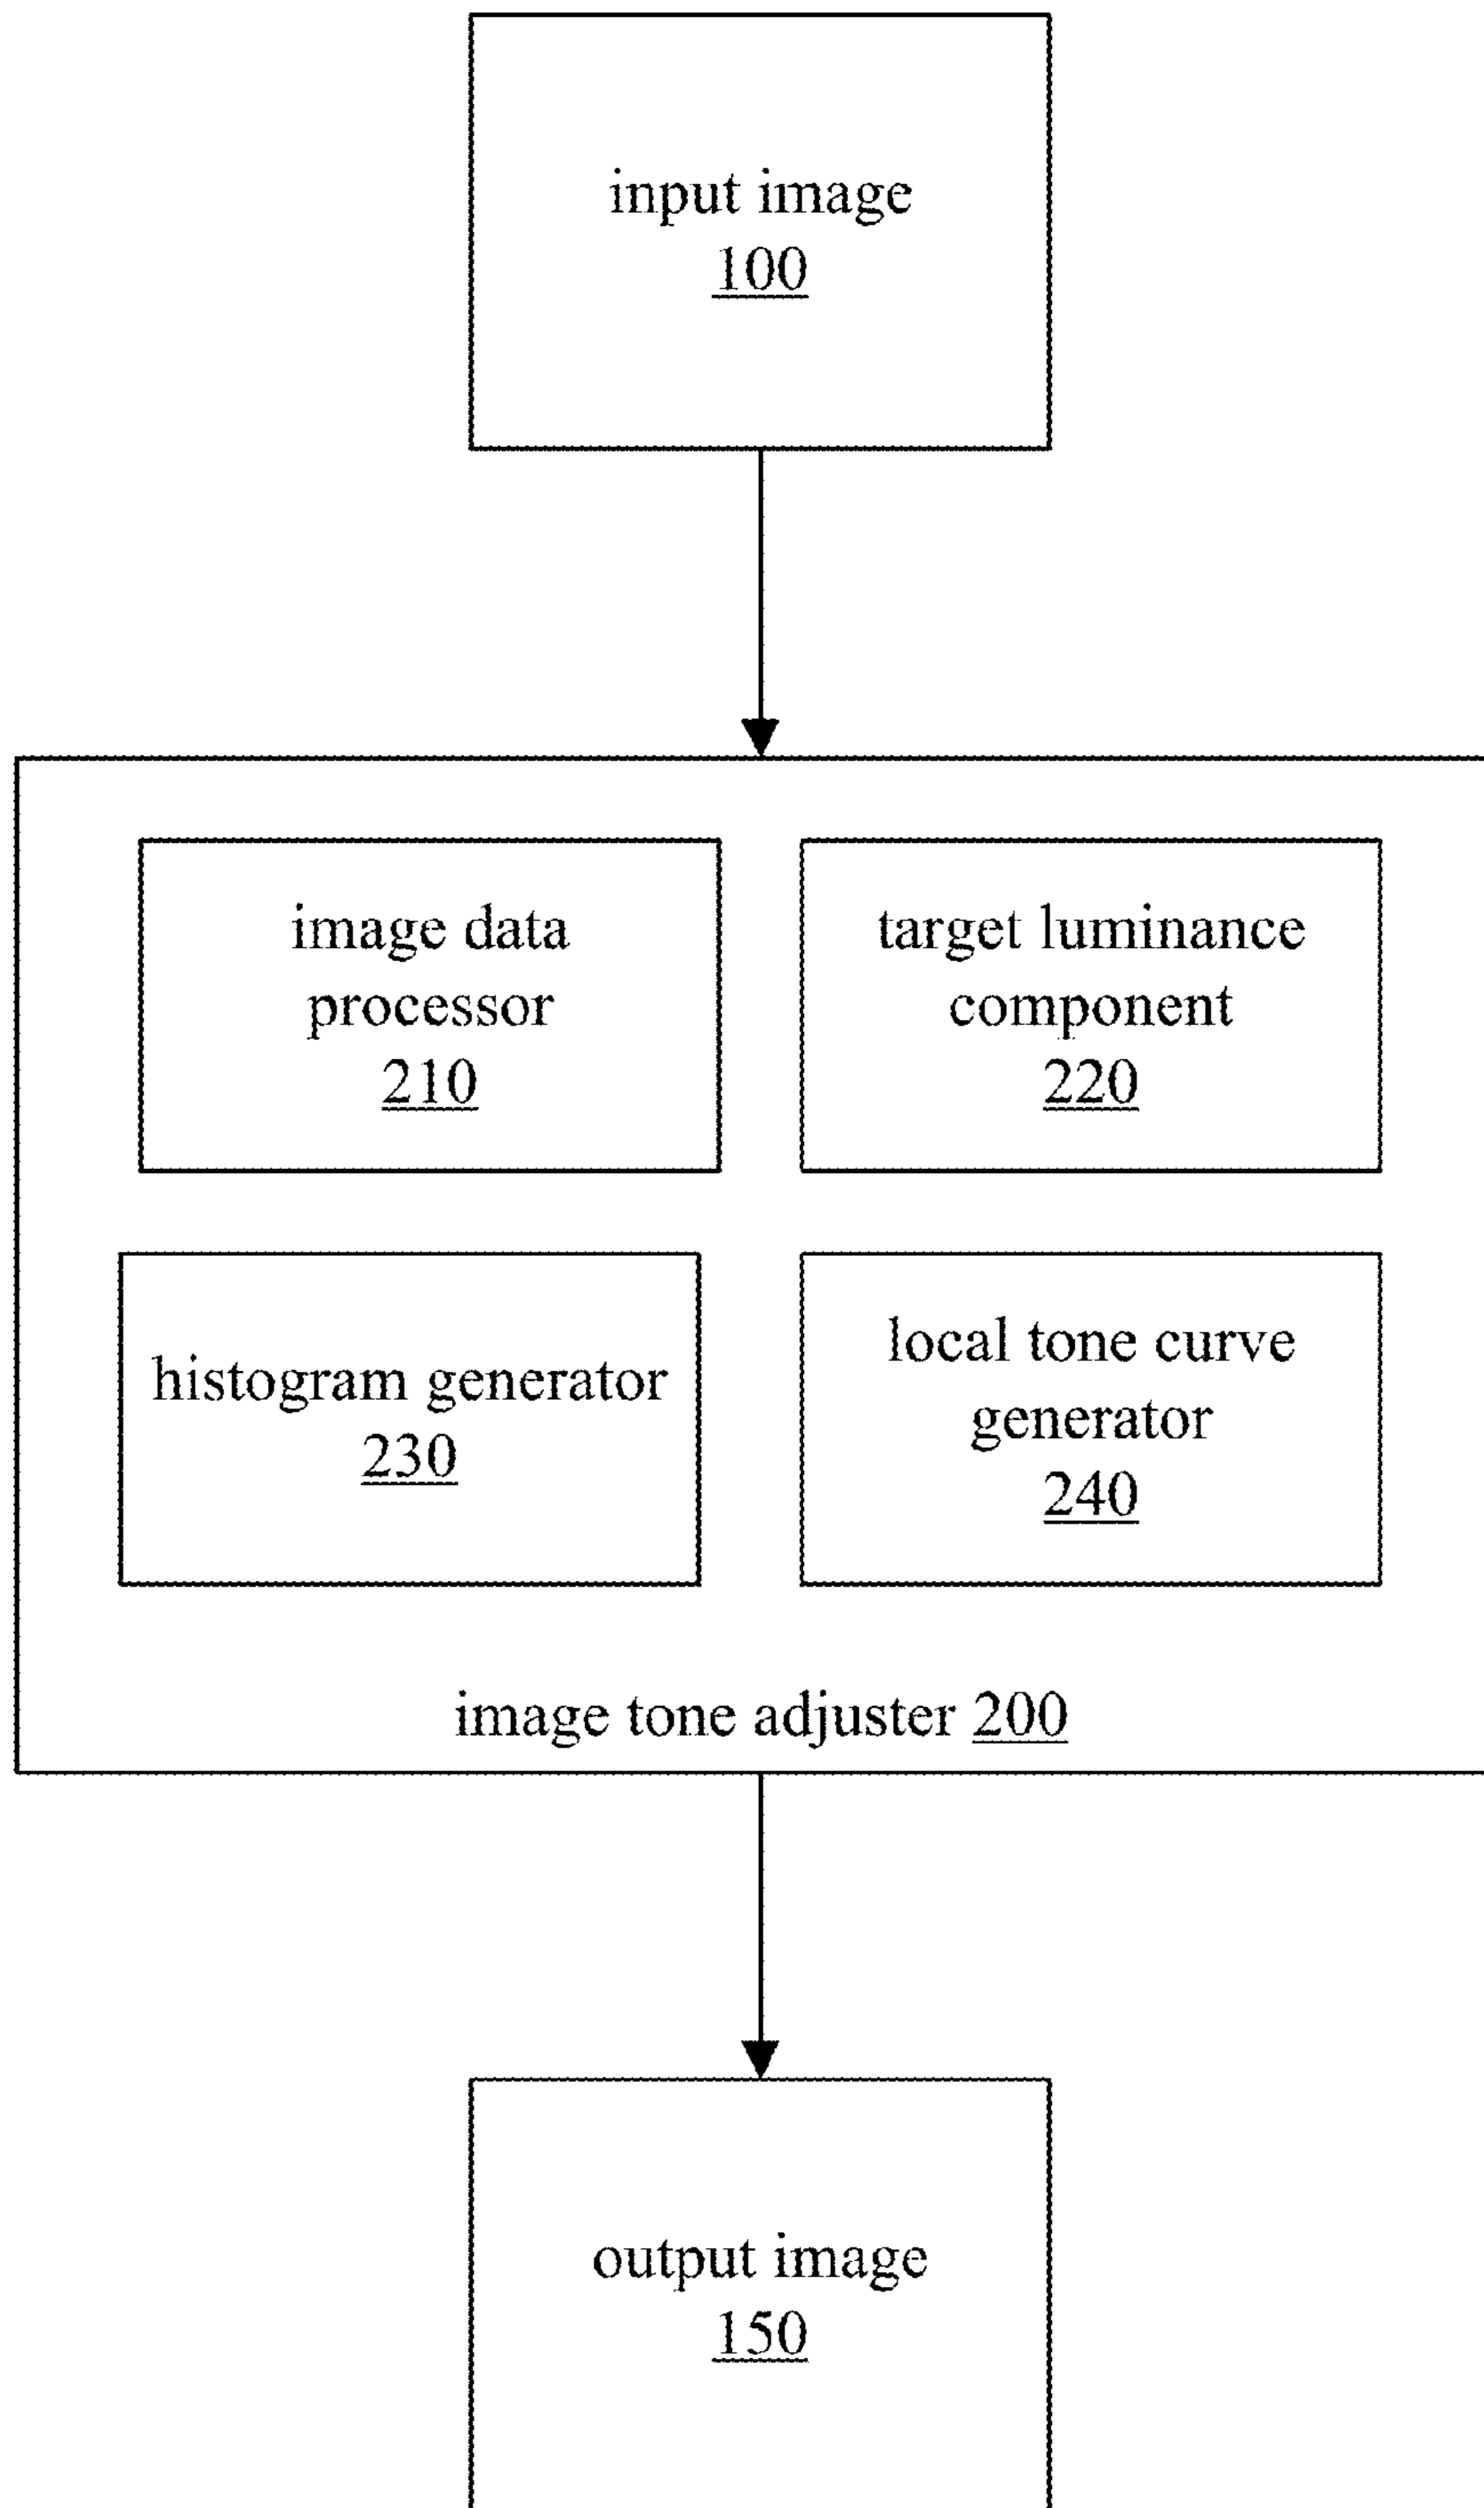 input image
100
image data
processor
210
target luminance
component
220
histogram generator
230
local tone curve
generator
240
image tone adjuster 200
output image
150